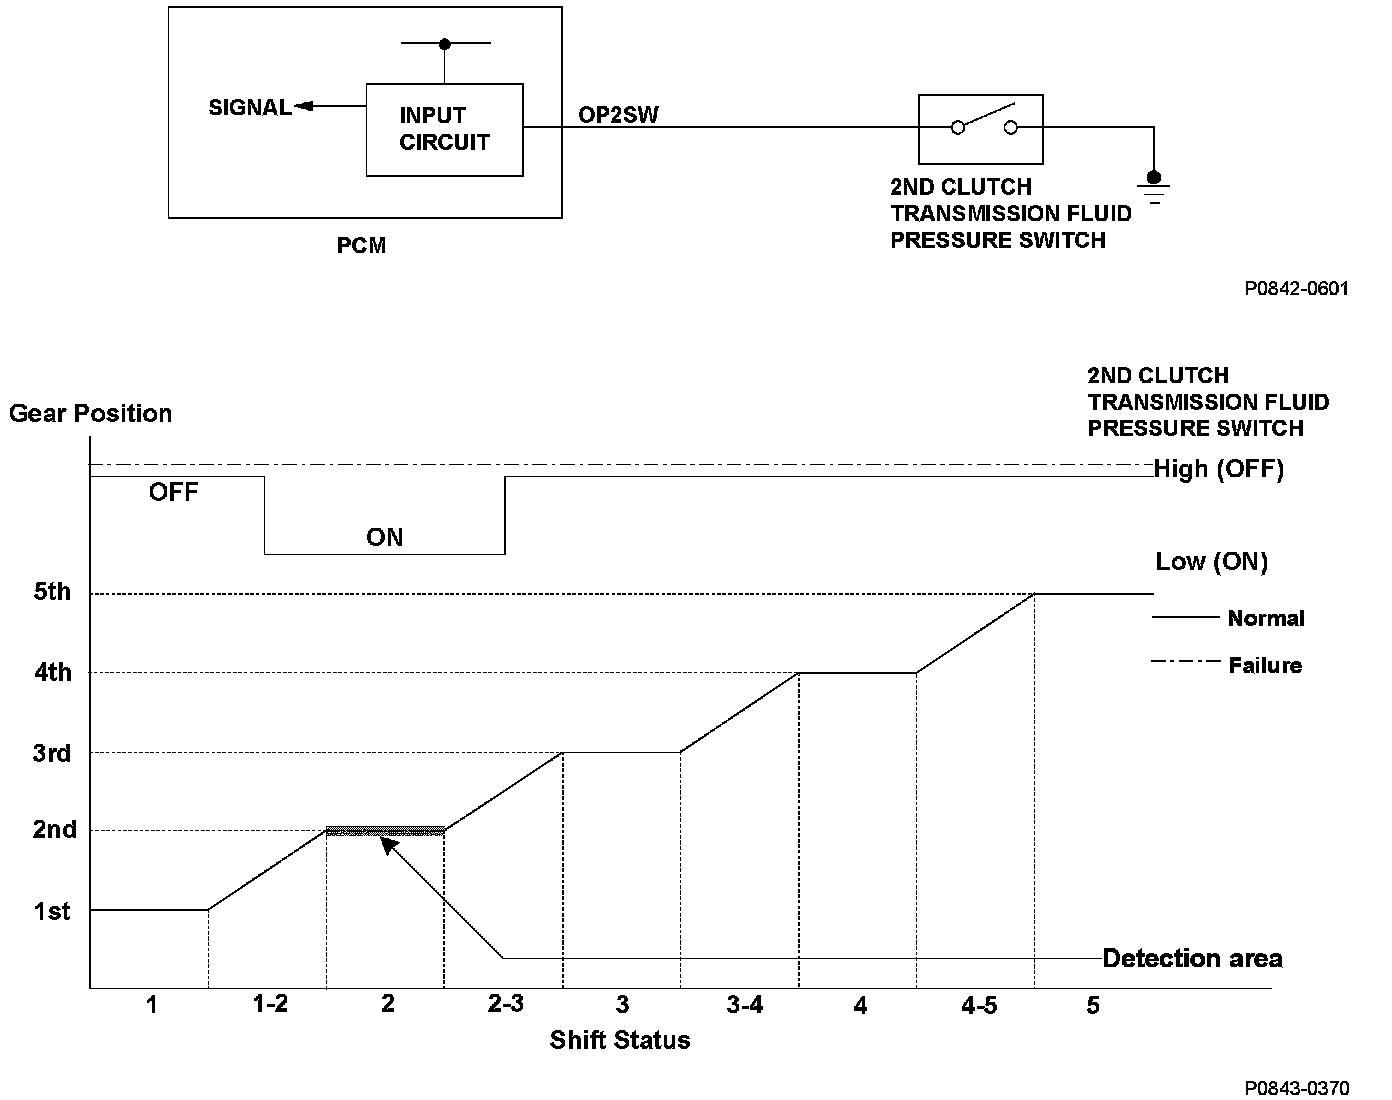 SIGNAL
INPUT
CIRCUIT
OP2SW
2ND CLUTCH
TRANSMISSION FLUID
PRESSURE SWITCH
PCM
P0842-0601
2ND CLUTCH
TRANSMISSION FLUID
PRESSURE SWITCH
Gear Position
High (OFF)
OFF
ON
Low (ON)
5th
Normal
Failure
4th
3rd
2nd
1st
Detection area
1 1-2 2 2-3 3 3-4 4 4-5 5
Shift Status
P0843-0370